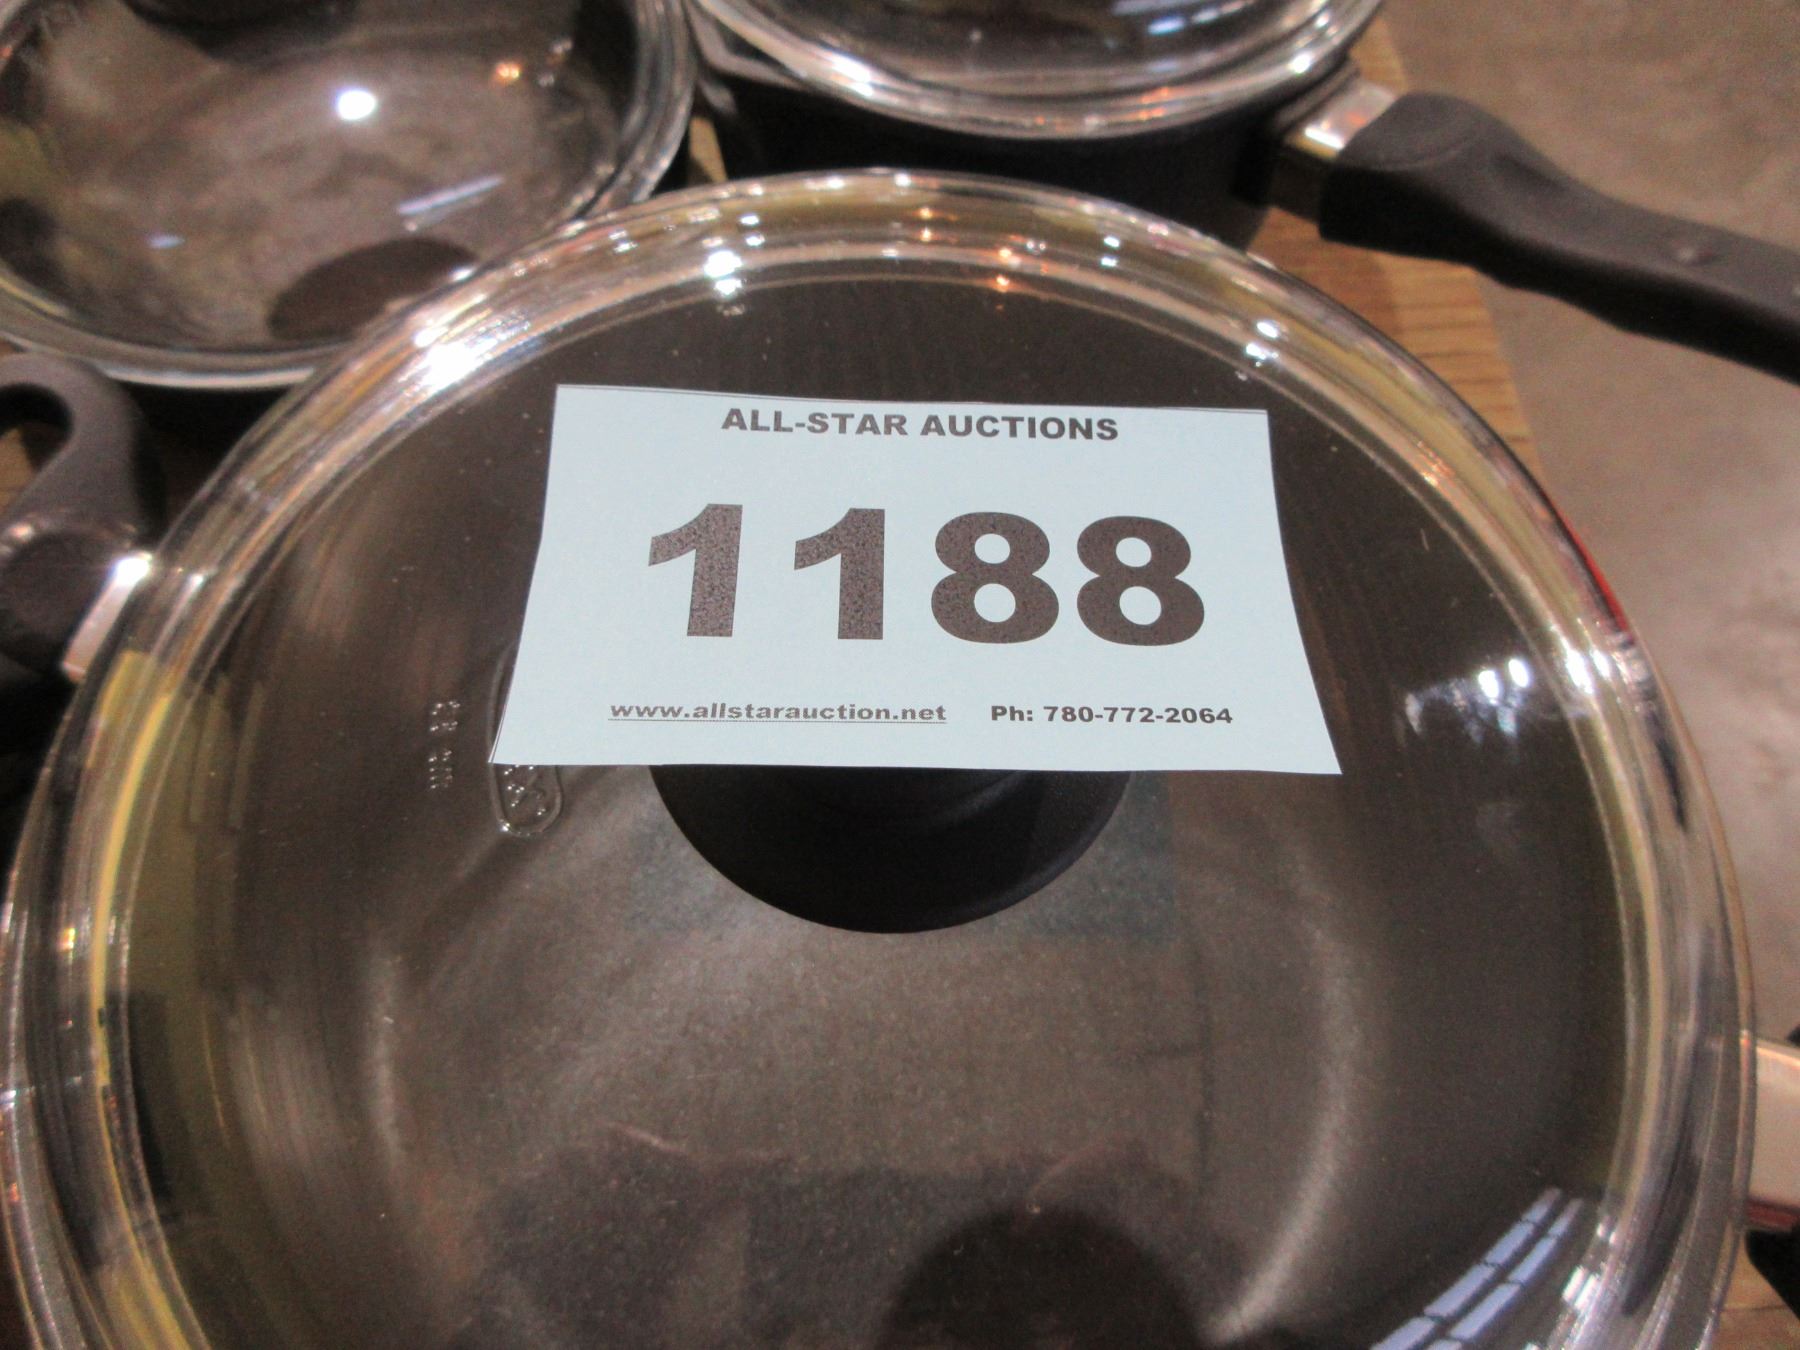 ALL-STAR AUCTIONS
1188
www.allstarauction.net Ph: 780-772-2064